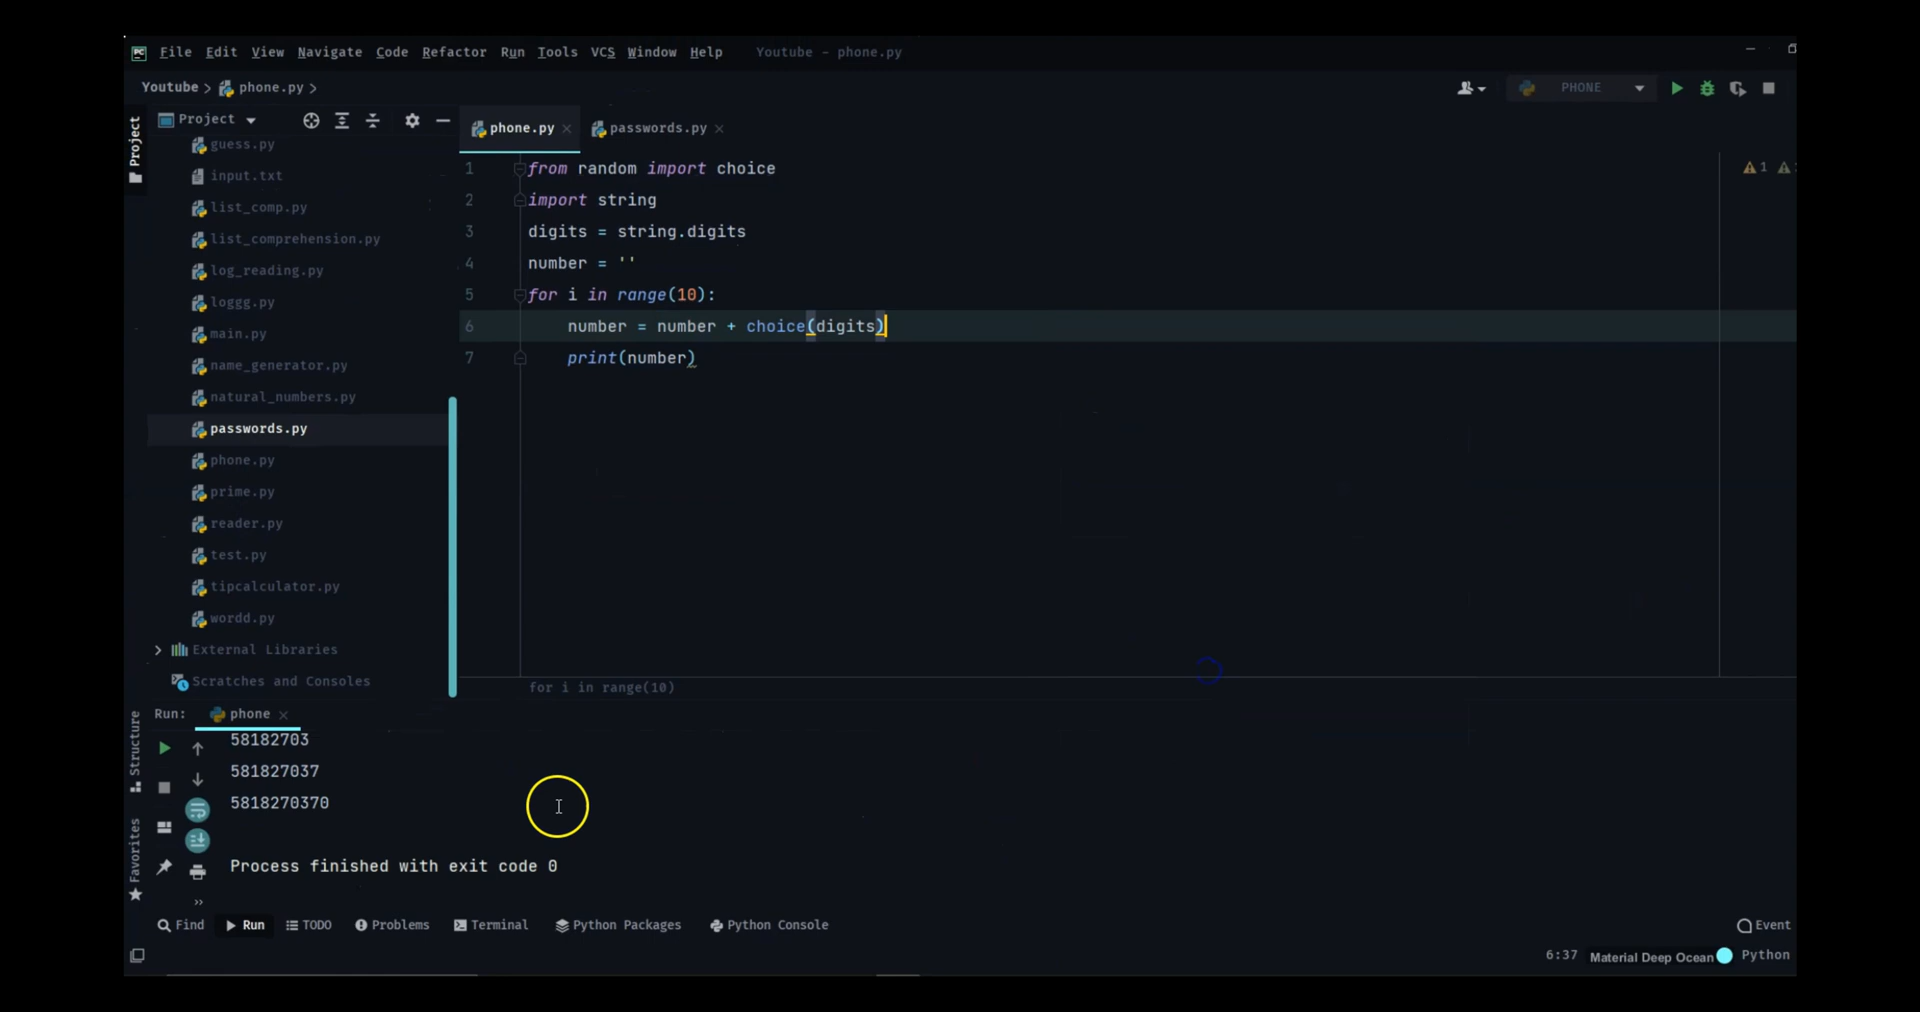 File Edit View Navigate Code Refactor Run Tools VCS Window Help Youtube - phone.py
Youtube > phone.py >
PHONE
Project
Project
phone.py
passwords.py
guess.py
input.txt
list_comp.py
list_comprehension.py
log_reading.py
loggg.py
main.py
name_generator.py
natural_numbers.py
passwords.py
phone.py
prime.py
reader.py
test.py
tipcalculator.py
wordd.py
External Libraries
Scratches and Consoles
1 from random import choice
2 import string
3 digits = string.digits
4 number = ''
5 for i in range(10):
6 number = number + choice(digits)
7 print(number)
1
for i in range(10)
Structure
Favorites
Run: phone
58182703
581827037
5818270370
Process finished with exit code 0
Find Run TODO Problems Terminal Python Packages Python Console Event
6:37 Material Deep Ocean Python